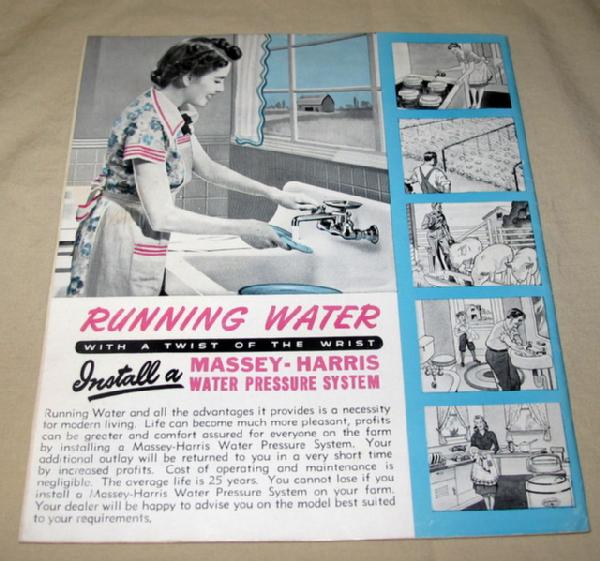 RUNNING WATER
WITH A TWIST OF THE WRIST
Install a MASSEY-HARRIS
WATER PRESSURE SYSTEM
Running Water and all the advantages it provides is a necessity
for modern living. Life can become much more pleasant, profits
can be greater and comfort assured for everyone on the farm
by installing a Massey-Harris Water Pressure System. Your
additional outlay will be returned to you in a very short time
by increased profits. Cost of operating and maintenance is
negligible. The average life is 25 years. You cannot lose if you
install a Massey-Harris Water Pressure System on your farm.
Your dealer will be happy to advise you on the model best suited
to your requirements.